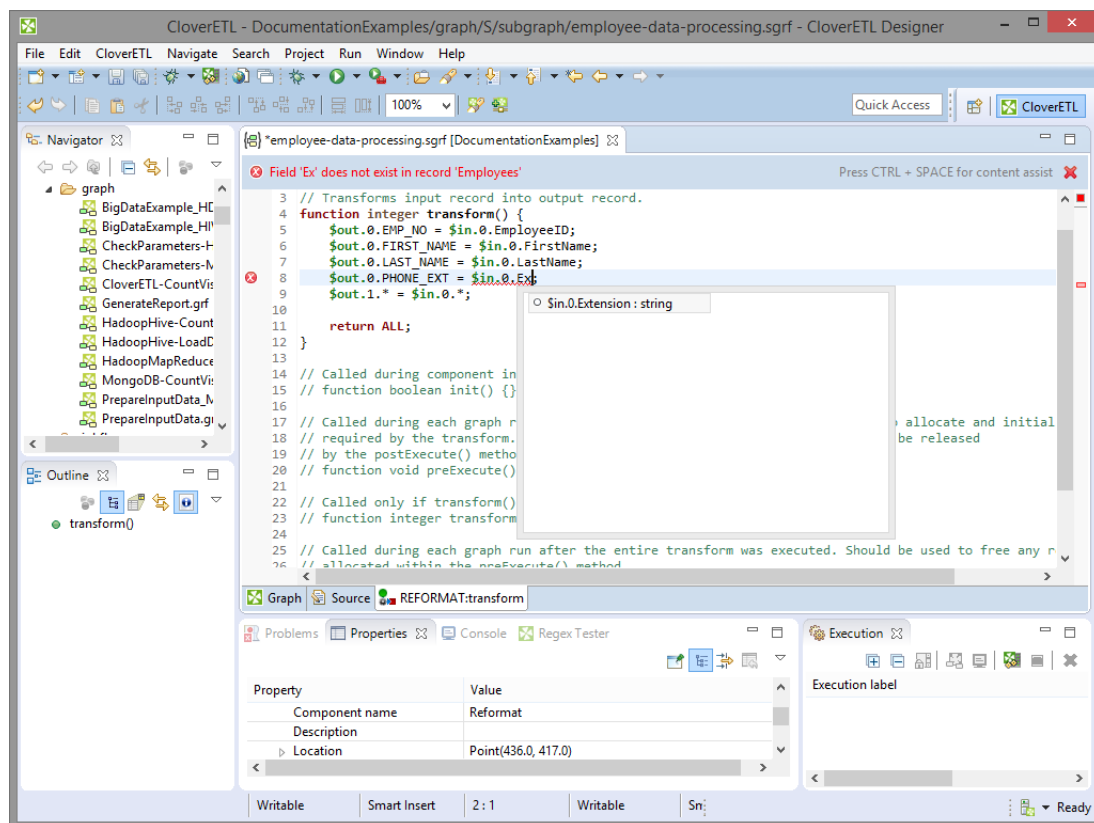 CloverETL - DocumentationExamples/graph/S/subgraph/employee-data-processing.sgrf - CloverETL Designer
File Edit CloverETL Navigate Search Project Run Window Help
100%
Quick Access
CloverETL
Navigator
graph
BigDataExample_HD
BigDataExample_HIV
CheckParameters-H
CheckParameters-M
CloverETL-CountVis
GenerateReport.grf
HadoopHive-Count
HadoopHive-LoadD
HadoopMapReduce
MongoDB-CountVis
PrepareInputData_M
PrepareInputData.gr
Outline
transform()
*employee-data-processing.sgrf [DocumentationExamples]
Field 'Ex' does not exist in record 'Employees'
Press CTRL + SPACE for content assist
3 // Transforms input record into output record.
4 function integer transform() {
5 $out.0.EMP_NO = $in.0.EmployeeID;
6 $out.0.FIRST_NAME = $in.0.FirstName;
7 $out.0.LAST_NAME = $in.0.LastName;
8 $out.0.PHONE_EXT = $in.0.Ex;
9 $out.1.* = $in.0.*;
10
11 return ALL;
12 }
13
14 // Called during component in
15 // function boolean init() {}
16
17 // Called during each graph r allocate and initial
18 // required by the transform. be released
19 // by the postExecute() metho
20 // function void preExecute()
21
22 // Called only if transform()
23 // function integer transform
24
25 // Called during each graph run after the entire transform was executed. Should be used to free any r
26 // allocated within the preExecute() method
$in.0.Extension : string
Graph Source REFORMAT:transform
Problems Properties Console Regex Tester
Property Value
Component name Reformat
Description
Location Point(436.0, 417.0)
Execution
Execution label
Writable Smart Insert 2 : 1 Writable Sm Ready